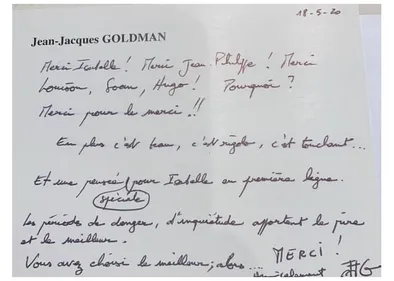 18-5-20
Jean-Jacques GOLDMAN
Merci Isabelle ! Merci Jean-Philippe ! Merci
Louison, Soan, Hugo ! Pourquoi ?
Merci pour le merci !!
En plus c'est beau, c'est rigolo, c'est touchant...
Et une pensée spéciale pour Isabelle en première ligne.
Les périodes de danger, d'inquiétude apportent le pire
et le meilleur.
Vous avez choisi le meilleur ; alors... MERCI !
amicalement JJG